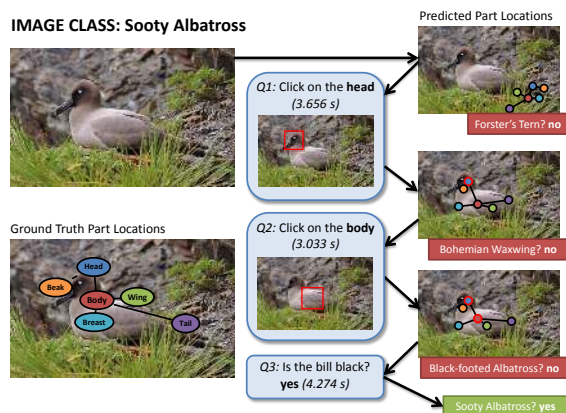 IMAGE CLASS: Sooty Albatross
Predicted Part Locations
Q1: Click on the head
(3.656 s)
Forster's Tern? no
Bohemian Waxwing? no
Ground Truth Part Locations
Head
Beak
Body
Wing
Breast
Tail
Q2: Click on the body
(3.033 s)
Black-footed Albatross? no
Q3: Is the bill black?
yes (4.274 s)
Sooty Albatross? yes